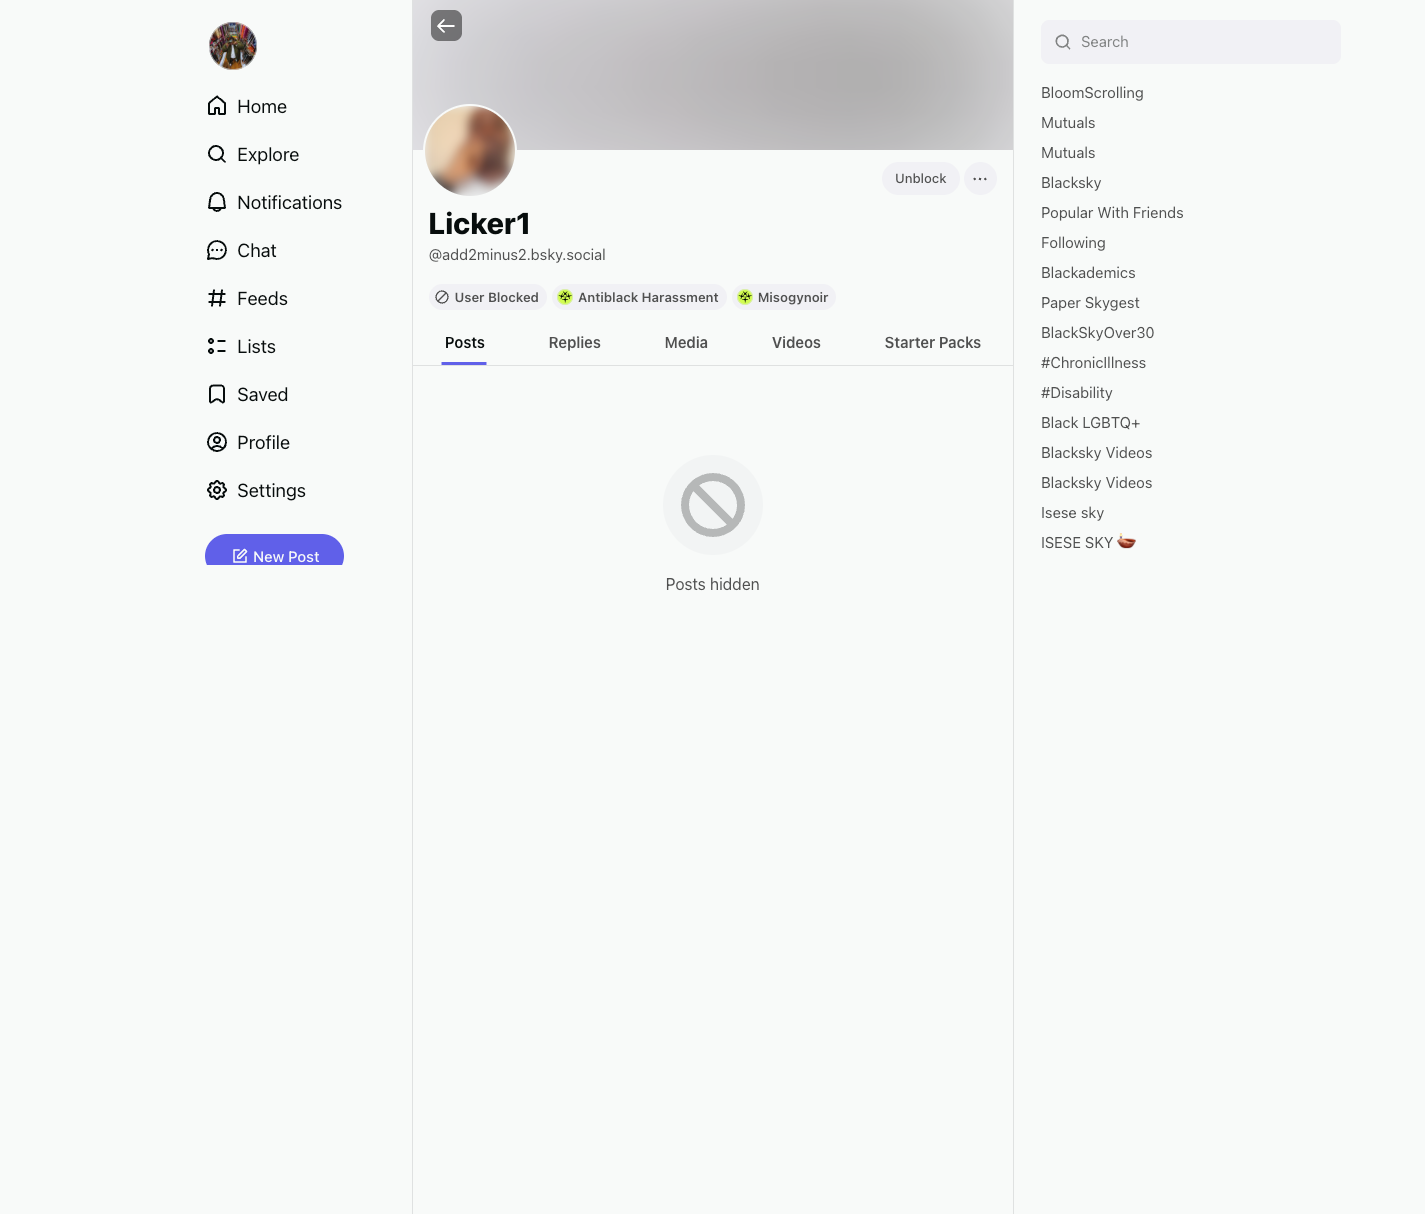 Home
Explore
Notifications
Chat
Feeds
Lists
Saved
Profile
Settings
New Post
Unblock
Licker1
@add2minus2.bsky.social
User Blocked Antiblack Harassment Misogynoir
Posts Replies Media Videos Starter Packs
Posts hidden
Search
BloomScrolling
Mutuals
Mutuals
Blacksky
Popular With Friends
Following
Blackademics
Paper Skygest
BlackSkyOver30
#ChronicIllness
#Disability
Black LGBTQ+
Blacksky Videos
Blacksky Videos
Isese sky
ISESE SKY